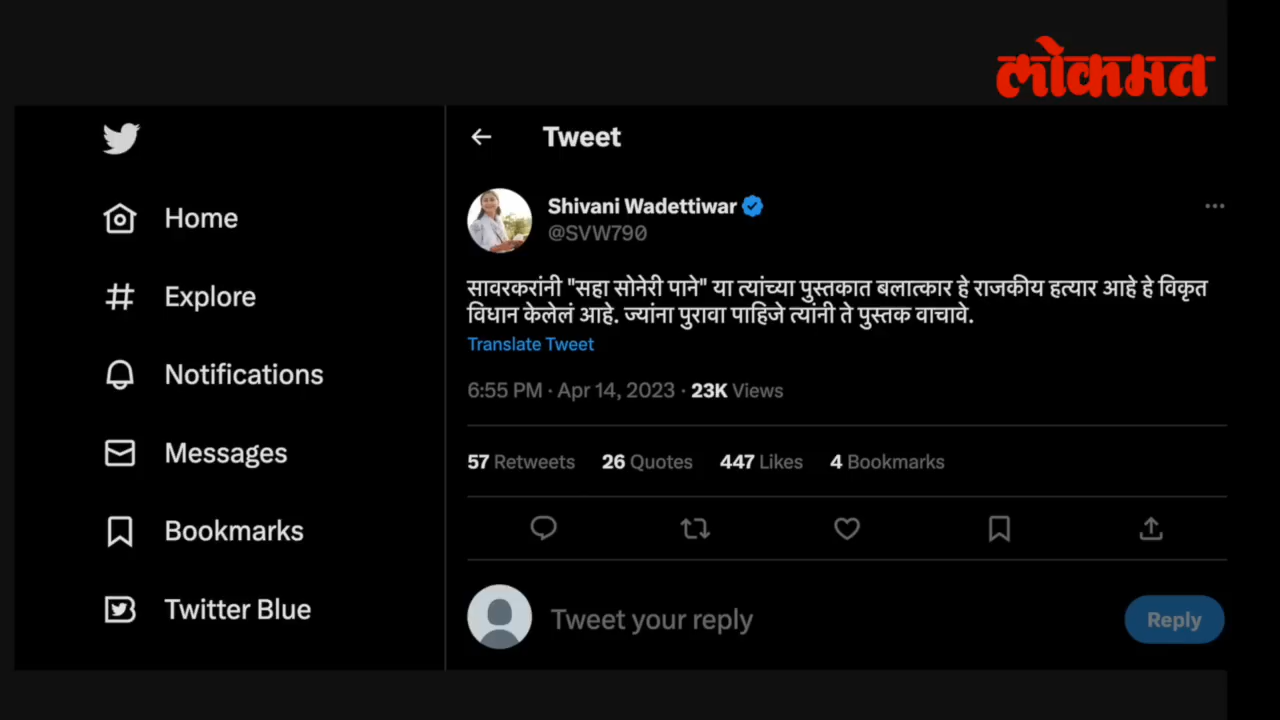 लोकमत
Tweet
Home
Explore
Notifications
Messages
Bookmarks
Twitter Blue
Shivani Wadettiwar
@SVW790
सावरकरांनी "सहा सोनेरी पाने" या त्यांच्या पुस्तकात बलात्कार हे राजकीय हत्यार आहे हे विकृत
विधान केलेलं आहे. ज्यांना पुरावा पाहिजे त्यांनी ते पुस्तक वाचावे.
Translate Tweet
6:55 PM · Apr 14, 2023 · 23K Views
57 Retweets 26 Quotes 447 Likes 4 Bookmarks
Tweet your reply
Reply